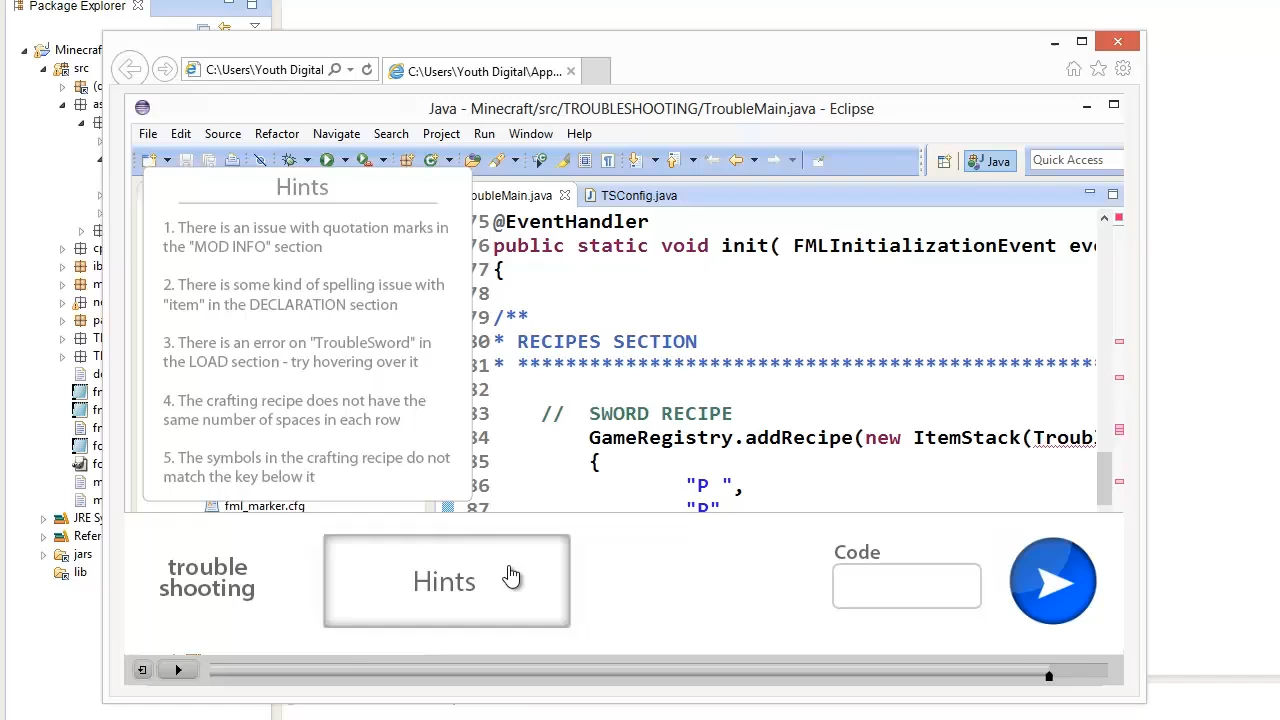 Package Explorer
Minecraft
src
C:\Users\Youth Digital
C:\Users\Youth Digital\App...
Java - Minecraft/src/TROUBLESHOOTING/TroubleMain.java - Eclipse
File Edit Source Refactor Navigate Search Project Run Window Help
Java
Quick Access
TSConfig.java
Hints
1. There is an issue with quotation marks in
the "MOD INFO" section
2. There is some kind of spelling issue with
"item" in the DECLARATION section
3. There is an error on "TroubleSword" in
the LOAD section - try hovering over it
4. The crafting recipe does not have the
same number of spaces in each row
5. The symbols in the crafting recipe do not
match the key below it
75 @EventHandler
76 public static void init( FMLInitializationEvent eve
77 {
78
79 /**
80 * RECIPES SECTION
81 * ************************************************
82
83 // SWORD RECIPE
84 GameRegistry.addRecipe(new ItemStack(Troubl
85 {
86 "P ",
87 "P"
fml_marker.cfg
JRE Sy
Refer
jars
lib
trouble
shooting
Hints
Code